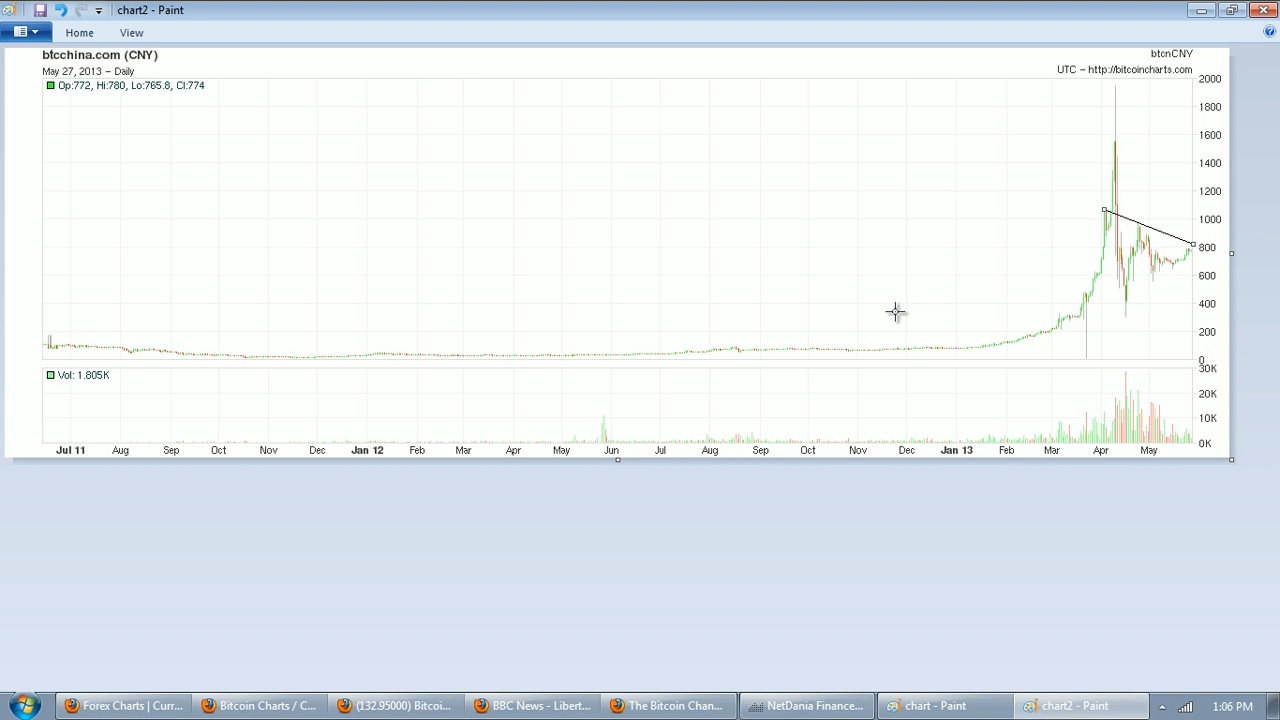 chart2 - Paint
Home View
btcchina.com (CNY)
btcnCNY
May 27, 2013 - Daily
UTC - http://bitcoincharts.com
Op:772, Hi:780, Lo:765.8, Cl:774
2000
1800
1600
1400
1200
1000
800
600
400
200
0
Vol: 1.805K
30K
20K
10K
0K
Jul 11 Aug Sep Oct Nov Dec Jan 12 Feb Mar Apr May Jun Jul Aug Sep Oct Nov Dec Jan 13 Feb Mar Apr May
Forex Charts | Curr... Bitcoin Charts / C... (132.95000) Bitcoi... BBC News - Libert... The Bitcoin Chan... NetDania Finance... chart - Paint chart2 - Paint 1:06 PM